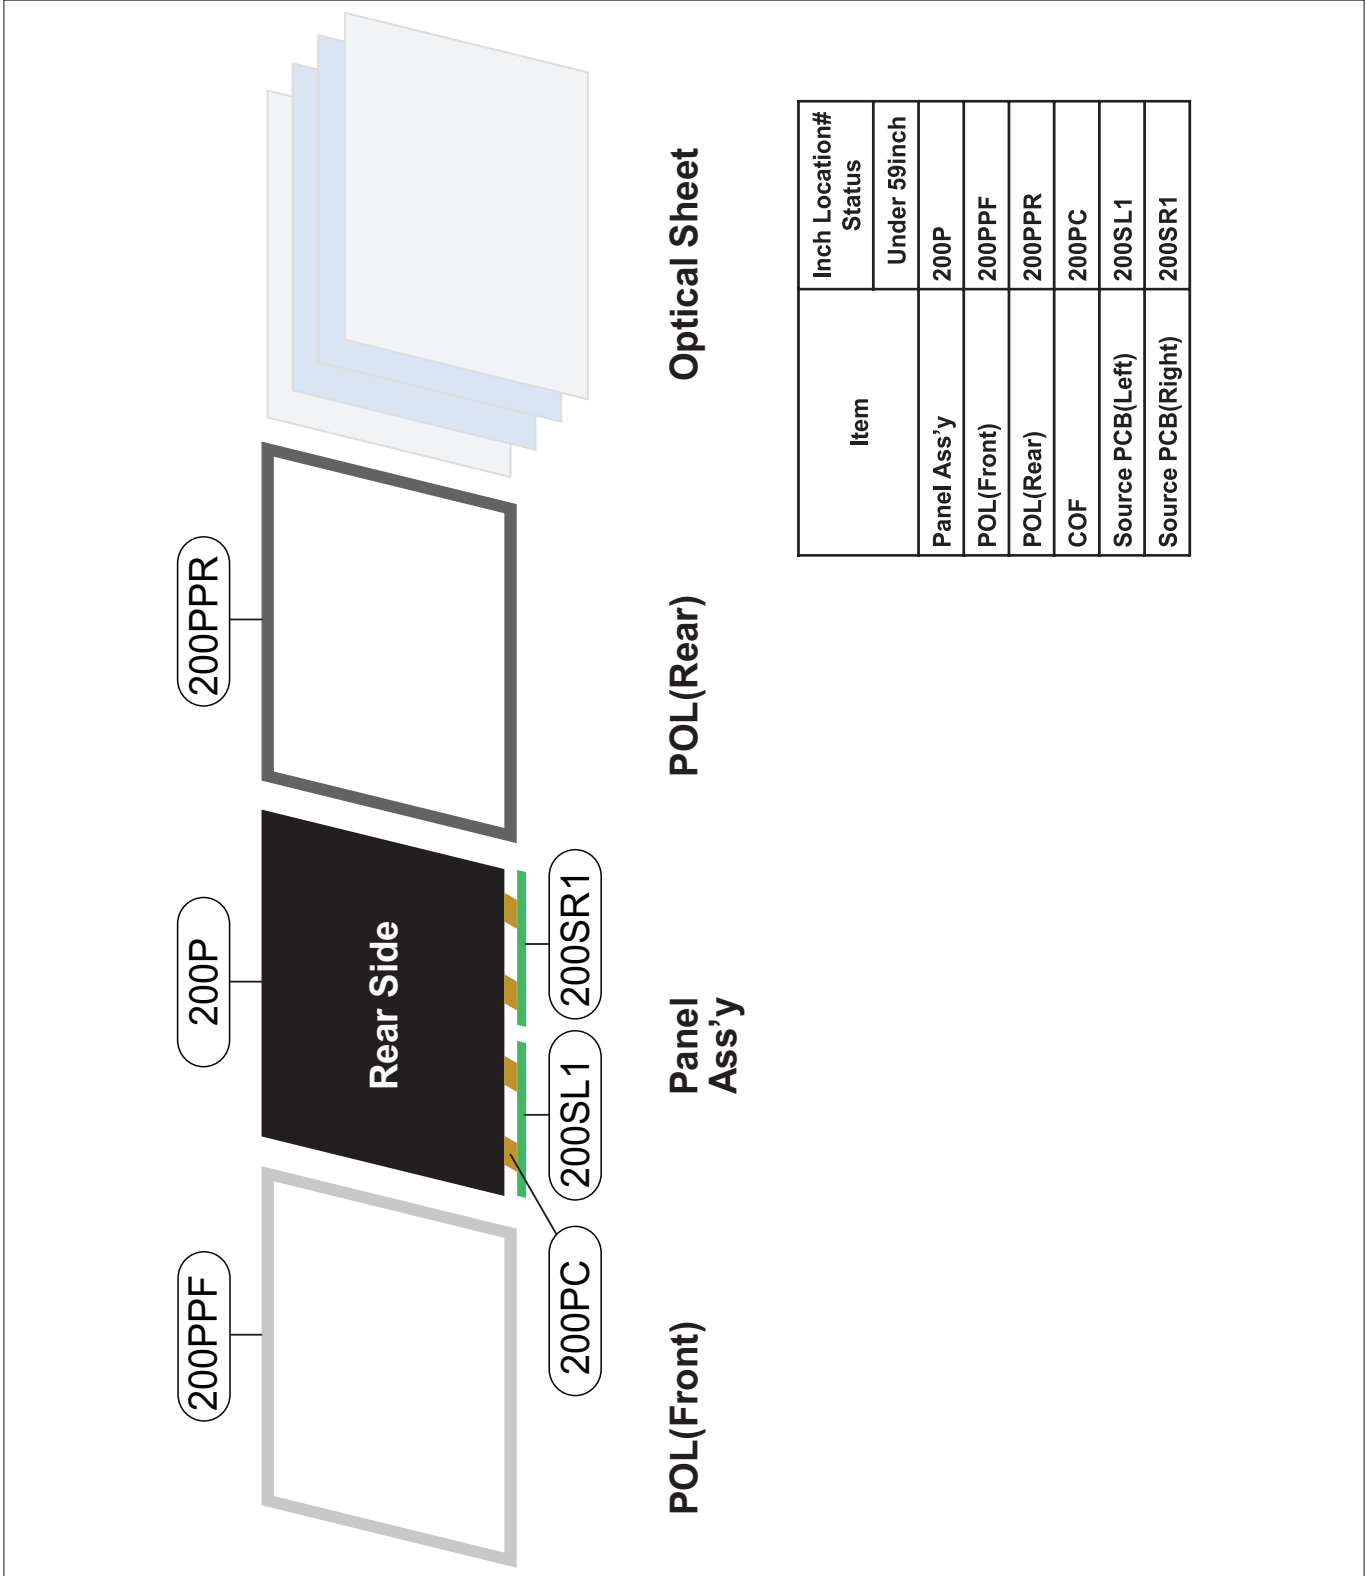 200PPF
200P
200PPR
Rear Side
200PC
200SL1
200SR1
POL(Front)
Panel
Ass’y
POL(Rear)
Optical Sheet
Item
Inch Location#
Status
Under 59inch
Panel Ass’y 200P
POL(Front) 200PPF
POL(Rear) 200PPR
COF 200PC
Source PCB(Left) 200SL1
Source PCB(Right) 200SR1